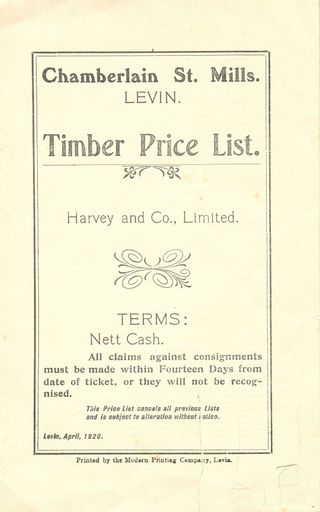 Chamberlain St. Mills.
LEVIN.
Timber Price List.
Harvey and Co., Limited.
TERMS:
Nett Cash.
All claims against consignments
must be made within Fourteen Days from
date of ticket, or they will not be recog-
nised.
This Price List cancels all previous Lists
and is subject to alteration without notice.
Levin, April, 1920.
Printed by the Modern Printing Company, Levin.